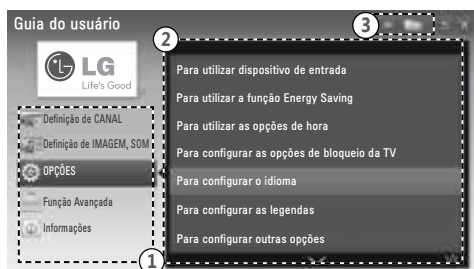 Guia do usuário
3
2
LG
Life's Good
Para utilizar dispositivo de entrada
Para utilizar a função Energy Saving
Definição de CANAL
Para utilizar as opções de hora
Definição de IMAGEM, SOM
Para configurar as opções de bloqueio da TV
OPÇÕES
Para configurar o idioma
Função Avançada
Para configurar as legendas
Informações
Para configurar outras opções
1